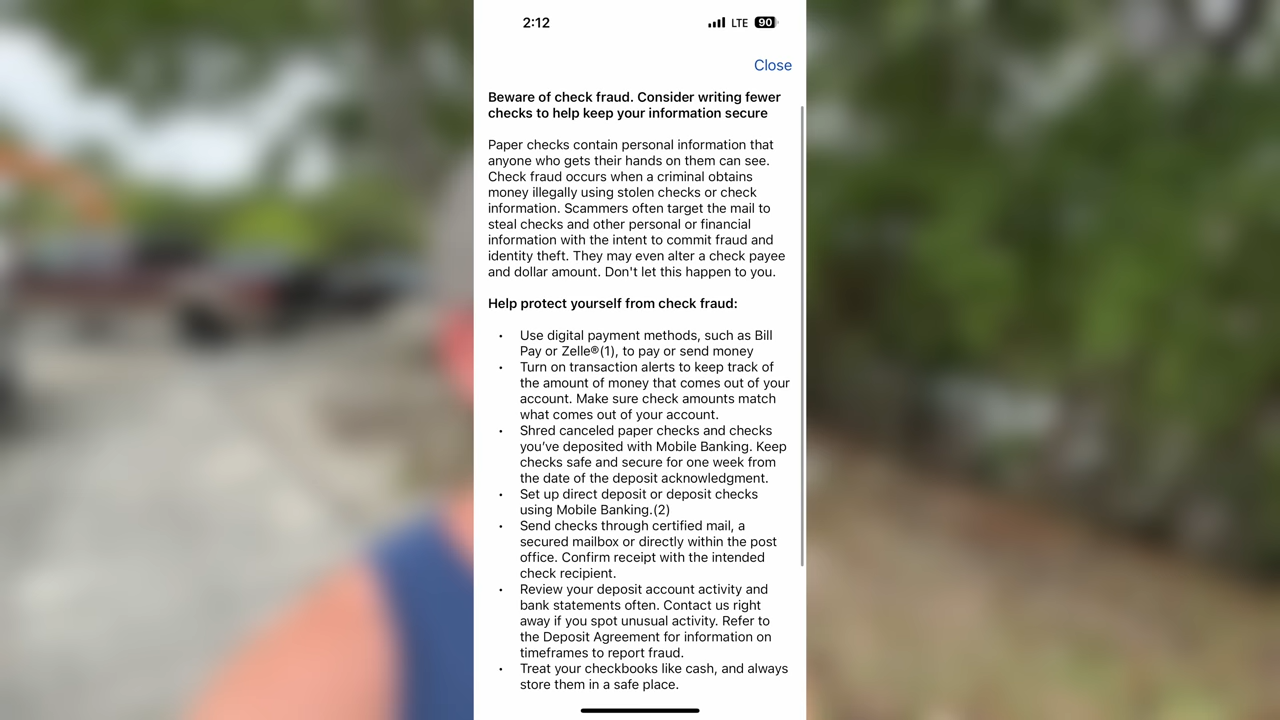 2:12
LTE 90
Close
Beware of check fraud. Consider writing fewer
checks to help keep your information secure
Paper checks contain personal information that
anyone who gets their hands on them can see.
Check fraud occurs when a criminal obtains
money illegally using stolen checks or check
information. Scammers often target the mail to
steal checks and other personal or financial
information with the intent to commit fraud and
identity theft. They may even alter a check payee
and dollar amount. Don't let this happen to you.
Help protect yourself from check fraud:
• Use digital payment methods, such as Bill
Pay or Zelle®(1), to pay or send money
• Turn on transaction alerts to keep track of
the amount of money that comes out of your
account. Make sure check amounts match
what comes out of your account.
• Shred canceled paper checks and checks
you’ve deposited with Mobile Banking. Keep
checks safe and secure for one week from
the date of the deposit acknowledgment.
• Set up direct deposit or deposit checks
using Mobile Banking.(2)
• Send checks through certified mail, a
secured mailbox or directly within the post
office. Confirm receipt with the intended
check recipient.
• Review your deposit account activity and
bank statements often. Contact us right
away if you spot unusual activity. Refer to
the Deposit Agreement for information on
timeframes to report fraud.
• Treat your checkbooks like cash, and always
store them in a safe place.